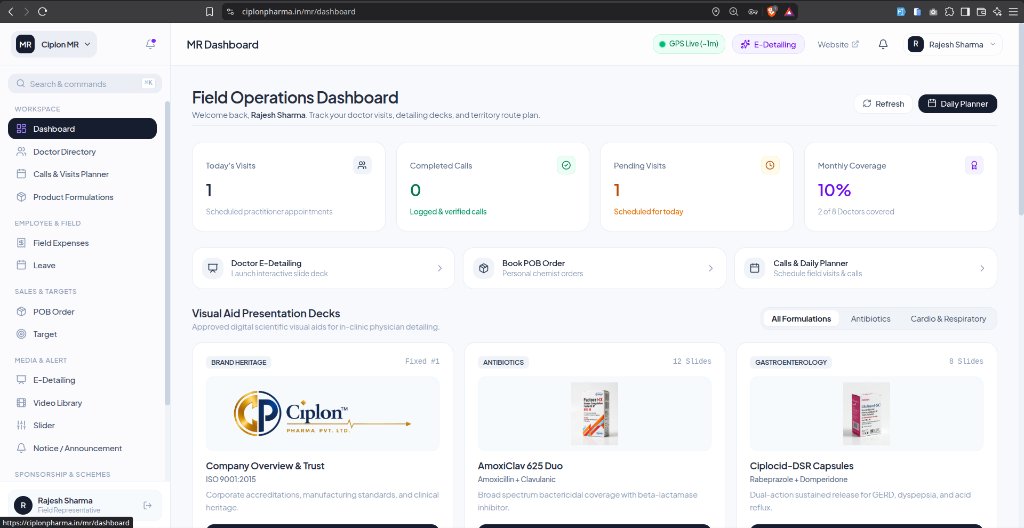 ciplonpharma.in/mr/dashboard
MR
Ciplon MR
MR Dashboard
GPS Live (~1m)
E-Detailing
Website
R
Rajesh Sharma
Search & commands
⌘K
WORKSPACE
Dashboard
Doctor Directory
Calls & Visits Planner
Product Formulations
EMPLOYEE & FIELD
Field Expenses
Leave
SALES & TARGETS
POB Order
Target
MEDIA & ALERT
E-Detailing
Video Library
Slider
Notice / Announcement
SPONSORSHIP & SCHEMES
R
Rajesh Sharma
Field Representative
https://ciplonpharma.in/mr/dashboard
Field Operations Dashboard
Welcome back, Rajesh Sharma. Track your doctor visits, detailing decks, and territory route plan.
Refresh
Daily Planner
Today's Visits
1
Scheduled practitioner appointments
Completed Calls
0
Logged & verified calls
Pending Visits
1
Scheduled for today
Monthly Coverage
10%
2 of 8 Doctors covered
Doctor E-Detailing
Launch interactive slide deck
Book POB Order
Personal chemist orders
Calls & Daily Planner
Schedule field visits & calls
Visual Aid Presentation Decks
Approved digital scientific visual aids for in-clinic physician detailing.
All Formulations
Antibiotics
Cardio & Respiratory
BRAND HERITAGE
Fixed #1
CP Ciplon™
PHARMA PVT. LTD.
Company Overview & Trust
ISO 9001:2015
Corporate accreditations, manufacturing standards, and clinical
heritage.
ANTIBIOTICS
12 Slides
AmoxiClav 625 Duo
Amoxicillin + Clavulanic
Broad spectrum bactericidal coverage with beta-lactamase
inhibitor.
GASTROENTEROLOGY
8 Slides
Ciplocid-DSR Capsules
Rabeprazole + Domperidone
Dual-action sustained release for GERD, dyspepsia, and acid
reflux.